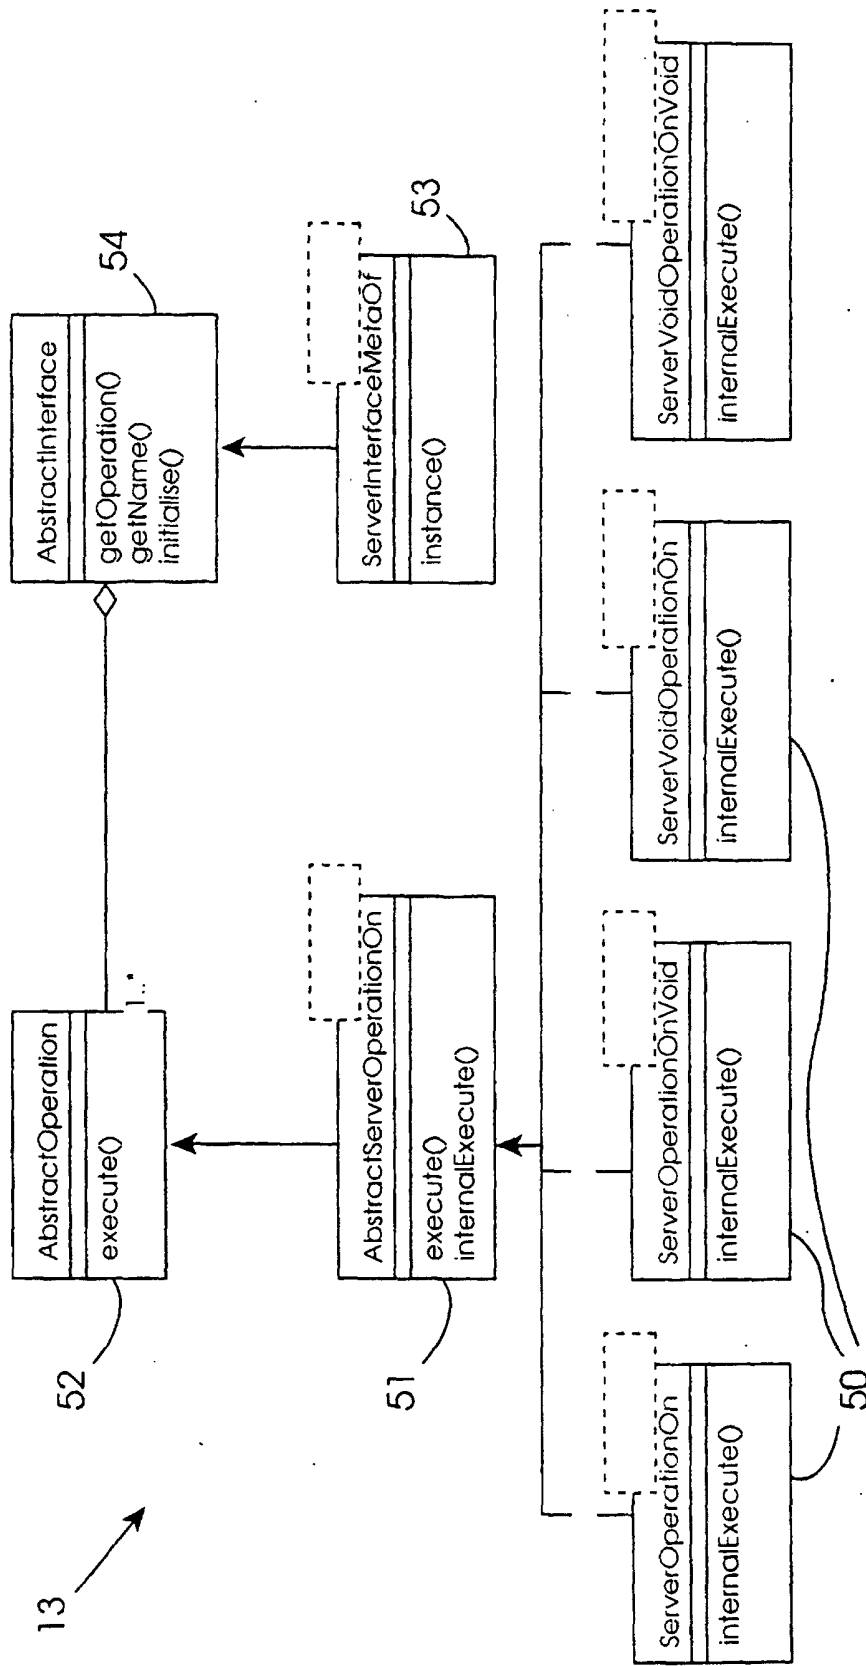 13
52
AbstractOperation
execute()
1..*
54
AbstractInterface
getOperation()
getName()
initialise()
51
AbstractServerOperationOn
execute()
internalExecute()
53
ServerInterfaceMetaOf
instance()
ServerOperationOn
internalExecute()
ServerOperationOnVoid
internalExecute()
ServerVoidOperationOn
internalExecute()
ServerVoidOperationOnVoid
internalExecute()
50